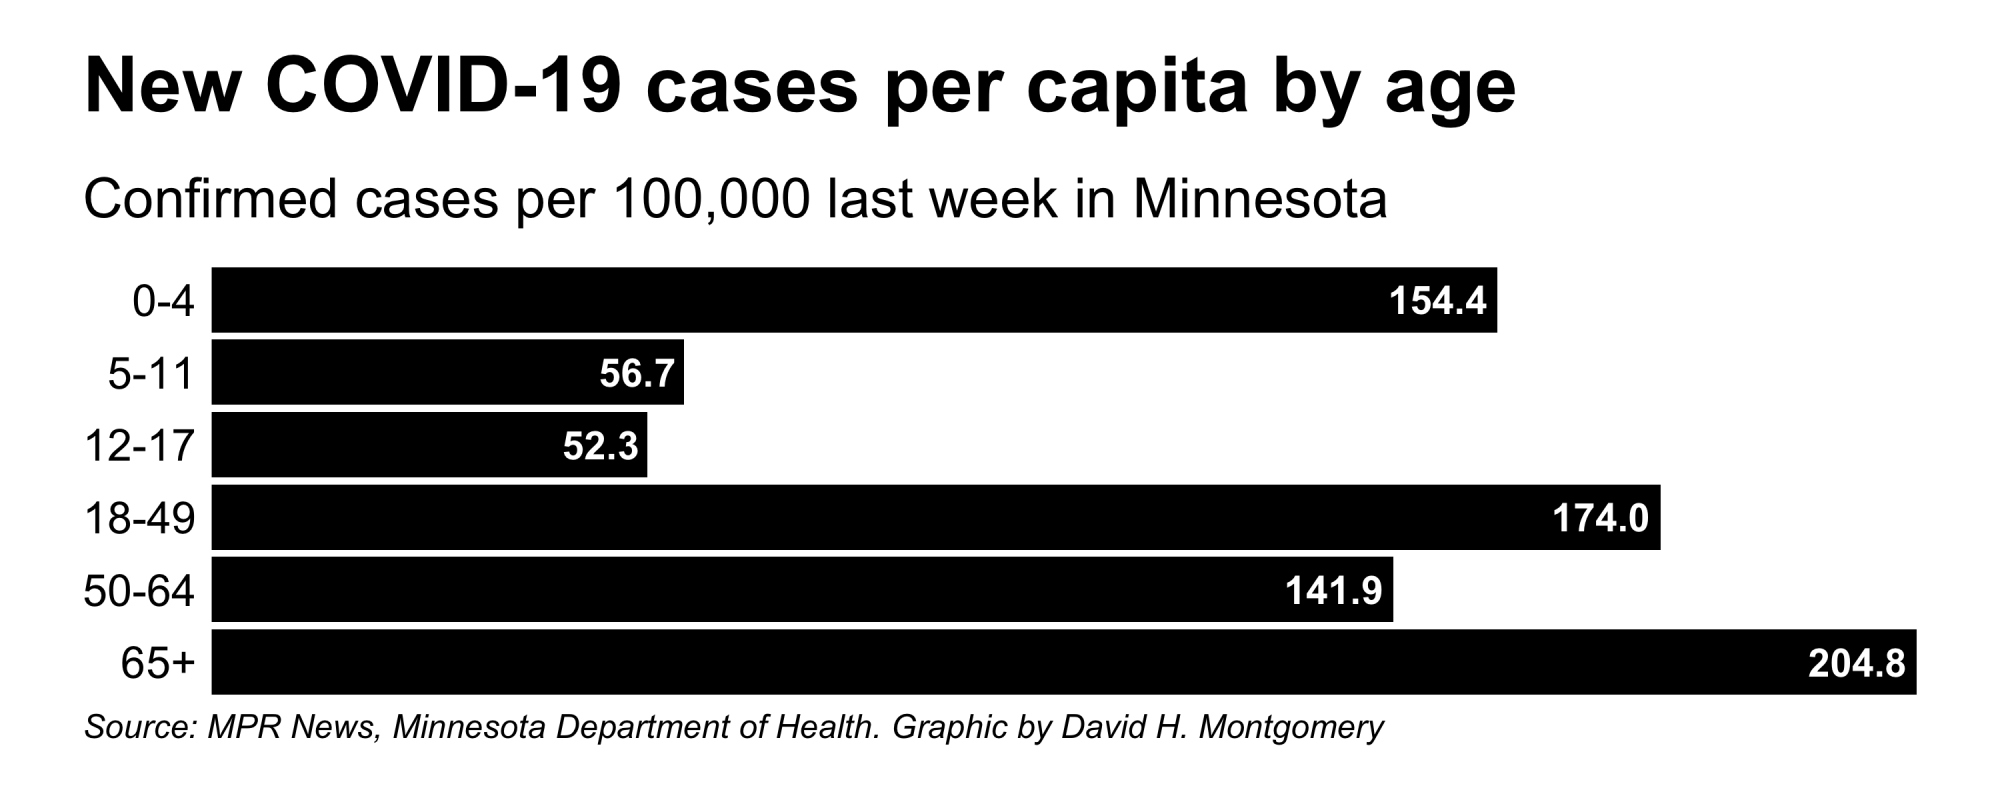 New COVID-19 cases per capita by age
Confirmed cases per 100,000 last week in Minnesota
0-4 154.4
5-11 56.7
12-17 52.3
18-49 174.0
50-64 141.9
65+ 204.8
Source: MPR News, Minnesota Department of Health. Graphic by David H. Montgomery